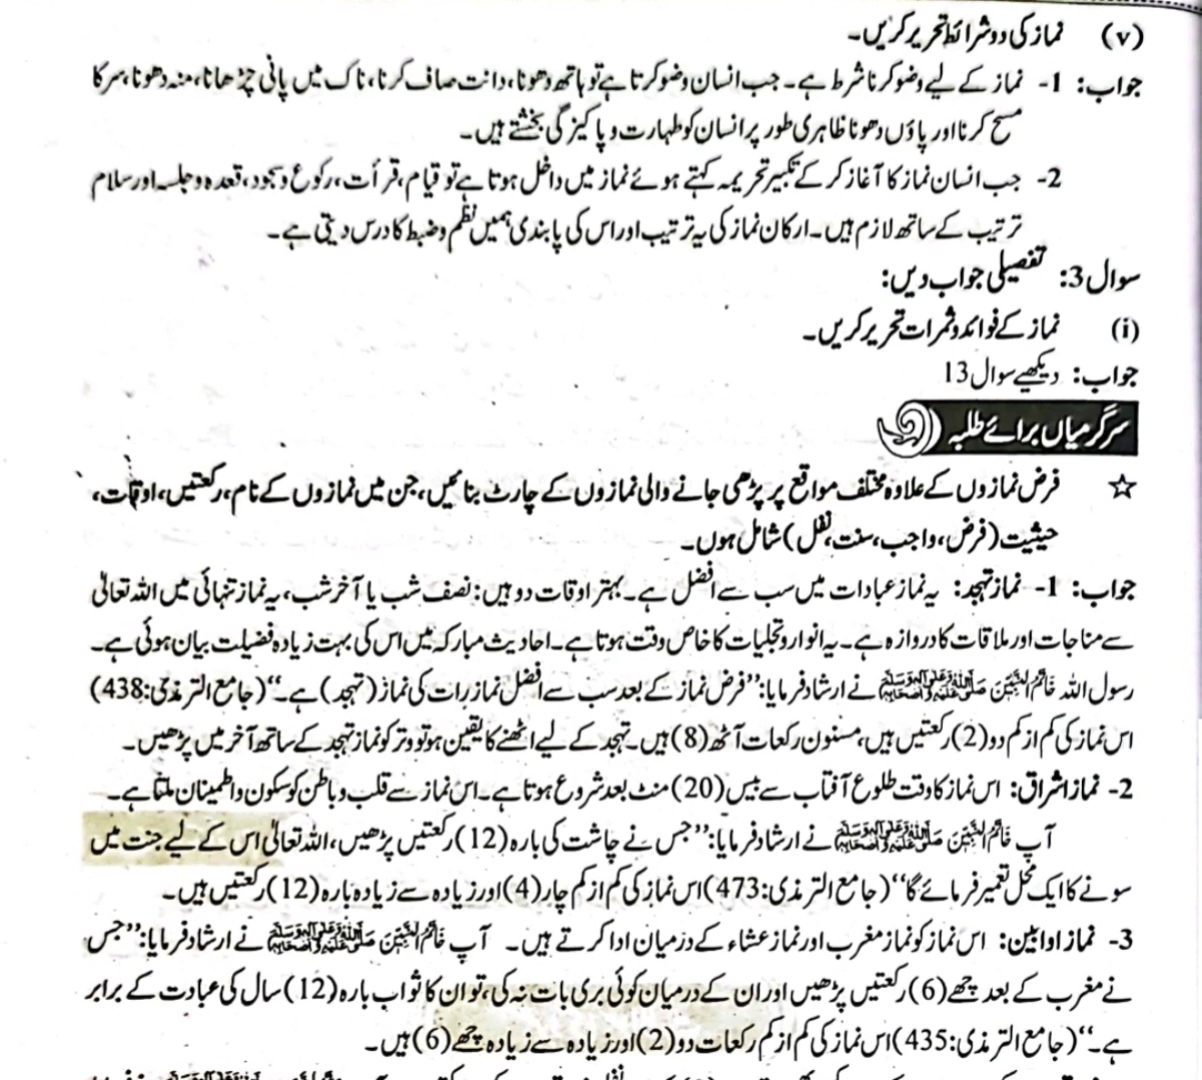 (v) نماز کی دو شرائط تحریر کریں۔
جواب: 1- نماز کے لیے وضو کرنا شرط ہے۔ جب انسان وضو کرتا ہے تو ہاتھ دھونا، دانت صاف کرنا، ناک میں پانی چڑھانا، منہ دھونا، سر کا
مسح کرنا اور پاؤں دھونا ظاہری طور پر انسان کو طہارت و پاکیزگی بخشتے ہیں۔
2- جب انسان نماز کا آغاز کر کے تکبیر تحریمہ کہتے ہوئے نماز میں داخل ہوتا ہے تو قیام، قرأت، رکوع و سجود، قعدہ و جلسہ اور سلام
ترتیب کے ساتھ لازم ہیں۔ ارکان نماز کی یہ ترتیب اور اس کی پابندی ہمیں نظم و ضبط کا درس دیتی ہے۔
سوال 3: تفصیلی جواب دیں:
(i) نماز کے فوائد و ثمرات تحریر کریں۔
جواب: دیکھیے سوال 13
سرگرمیاں برائے طلبہ
☆ فرض نمازوں کے علاوہ مختلف مواقع پر پڑھی جانے والی نمازوں کے چارٹ بنائیں، جن میں نمازوں کے نام، رکعتیں، اوقات،
حیثیت (فرض، واجب، سنت، نفل) شامل ہوں۔
جواب: 1- نماز تہجد: یہ نماز عبادات میں سب سے افضل ہے۔ بہتر اوقات دو ہیں: نصف شب یا آخر شب، یہ نماز تنہائی میں اللہ تعالیٰ
سے مناجات اور ملاقات کا دروازہ ہے۔ یہ انوار و تجلیات کا خاص وقت ہوتا ہے۔ احادیث مبارکہ میں اس کی بہت زیادہ فضیلت بیان ہوئی ہے۔
رسول اللہ خَاتَمُ النَّبِیّٖنَ صَلَّی اللہُ عَلَیْہِ وَعَلٰی اٰلِہٖ وَاَصْحَابِہٖ وَسَلَّمَ نے ارشاد فرمایا: ’’فرض نماز کے بعد سب سے افضل نماز رات کی نماز (تہجد) ہے۔‘‘ (جامع الترمذی: 438)
اس نماز کی کم از کم دو (2) رکعتیں ہیں، مسنون رکعات آٹھ (8) ہیں۔ تہجد کے لیے اٹھنے کا یقین ہو تو وتر کو نماز تہجد کے ساتھ آخر میں پڑھیں۔
2- نماز اشراق: اس نماز کا وقت طلوع آفتاب سے بیس (20) منٹ بعد شروع ہوتا ہے۔ اس نماز سے قلب و باطن کو سکون و اطمینان ملتا ہے۔
آپ خَاتَمُ النَّبِیّٖنَ صَلَّی اللہُ عَلَیْہِ وَعَلٰی اٰلِہٖ وَاَصْحَابِہٖ وَسَلَّمَ نے ارشاد فرمایا: ’’جس نے چاشت کی بارہ (12) رکعتیں پڑھیں، اللہ تعالیٰ اس کے لیے جنت میں
سونے کا ایک محل تعمیر فرمائے گا‘‘ (جامع الترمذی: 473) اس نماز کی کم از کم چار (4) اور زیادہ سے زیادہ بارہ (12) رکعتیں ہیں۔
3- نماز اوابین: اس نماز کو نماز مغرب اور نماز عشاء کے درمیان ادا کرتے ہیں۔ آپ خَاتَمُ النَّبِیّٖنَ صَلَّی اللہُ عَلَیْہِ وَعَلٰی اٰلِہٖ وَاَصْحَابِہٖ وَسَلَّمَ نے ارشاد فرمایا: ’’جس
نے مغرب کے بعد چھے (6) رکعتیں پڑھیں اور ان کے درمیان کوئی بری بات نہ کی، تو ان کا ثواب بارہ (12) سال کی عبادت کے برابر
ہے۔‘‘ (جامع الترمذی: 435) اس نماز کی کم از کم رکعات دو (2) اور زیادہ سے زیادہ چھے (6) ہیں۔